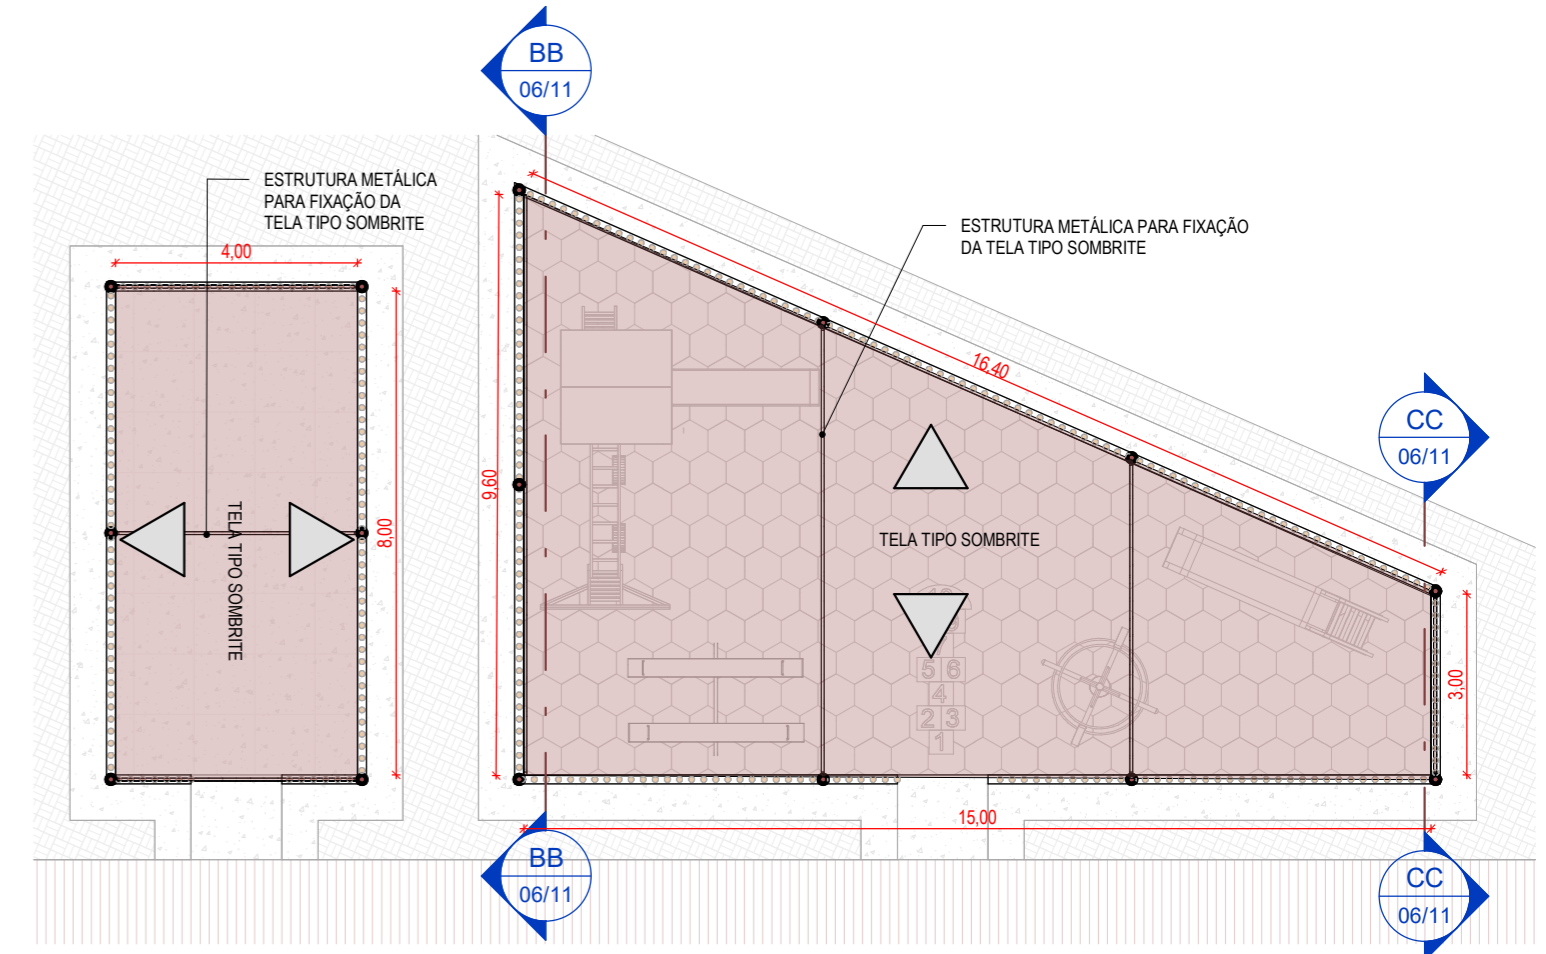 BB
06/11
ESTRUTURA METÁLICA
PARA FIXAÇÃO DA
TELA TIPO SOMBRITE
4,00
8,00
TELA TIPO SOMBRITE
ESTRUTURA METÁLICA PARA FIXAÇÃO
DA TELA TIPO SOMBRITE
16,40
9,60
CC
06/11
TELA TIPO SOMBRITE
5 6
4
2 3
1
3,00
15,00
BB
06/11
CC
06/11